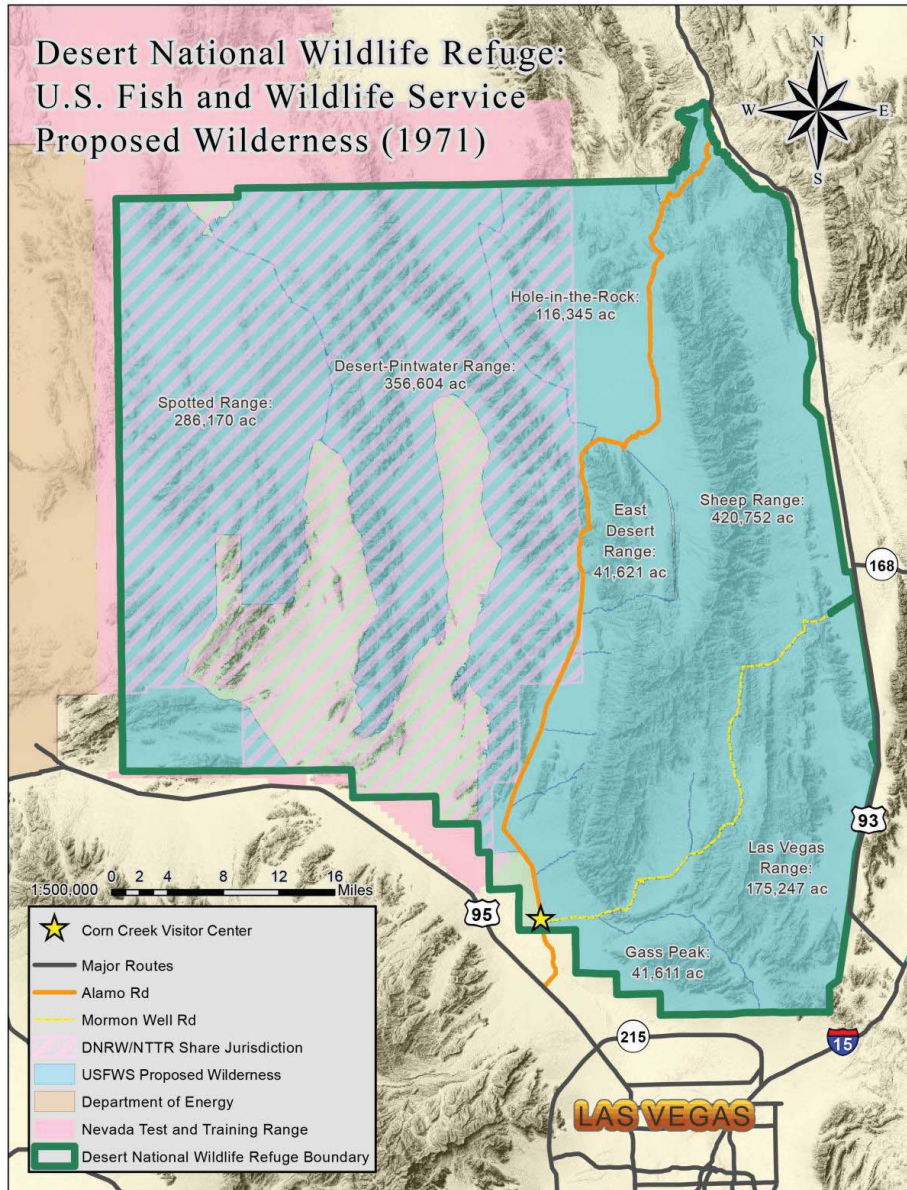 Desert National Wildlife Refuge:
U.S. Fish and Wildlife Service
Proposed Wilderness (1971)
N
W
E
S
Hole-in-the-Rock:
116,345 ac
Desert-Pintwater Range:
356,604 ac
Spotted Range:
286,170 ac
Sheep Range:
420,752 ac
East
Desert
Range:
41,621 ac
168
93
Las Vegas
Range:
175,247 ac
95
Gass Peak:
41,611 ac
215
15
LAS VEGAS
1:500,000
0 2 4 8 12 16
Miles
Corn Creek Visitor Center
Major Routes
Alamo Rd
Mormon Well Rd
DNRW/NTTR Share Jurisdiction
USFWS Proposed Wilderness
Department of Energy
Nevada Test and Training Range
Desert National Wildlife Refuge Boundary